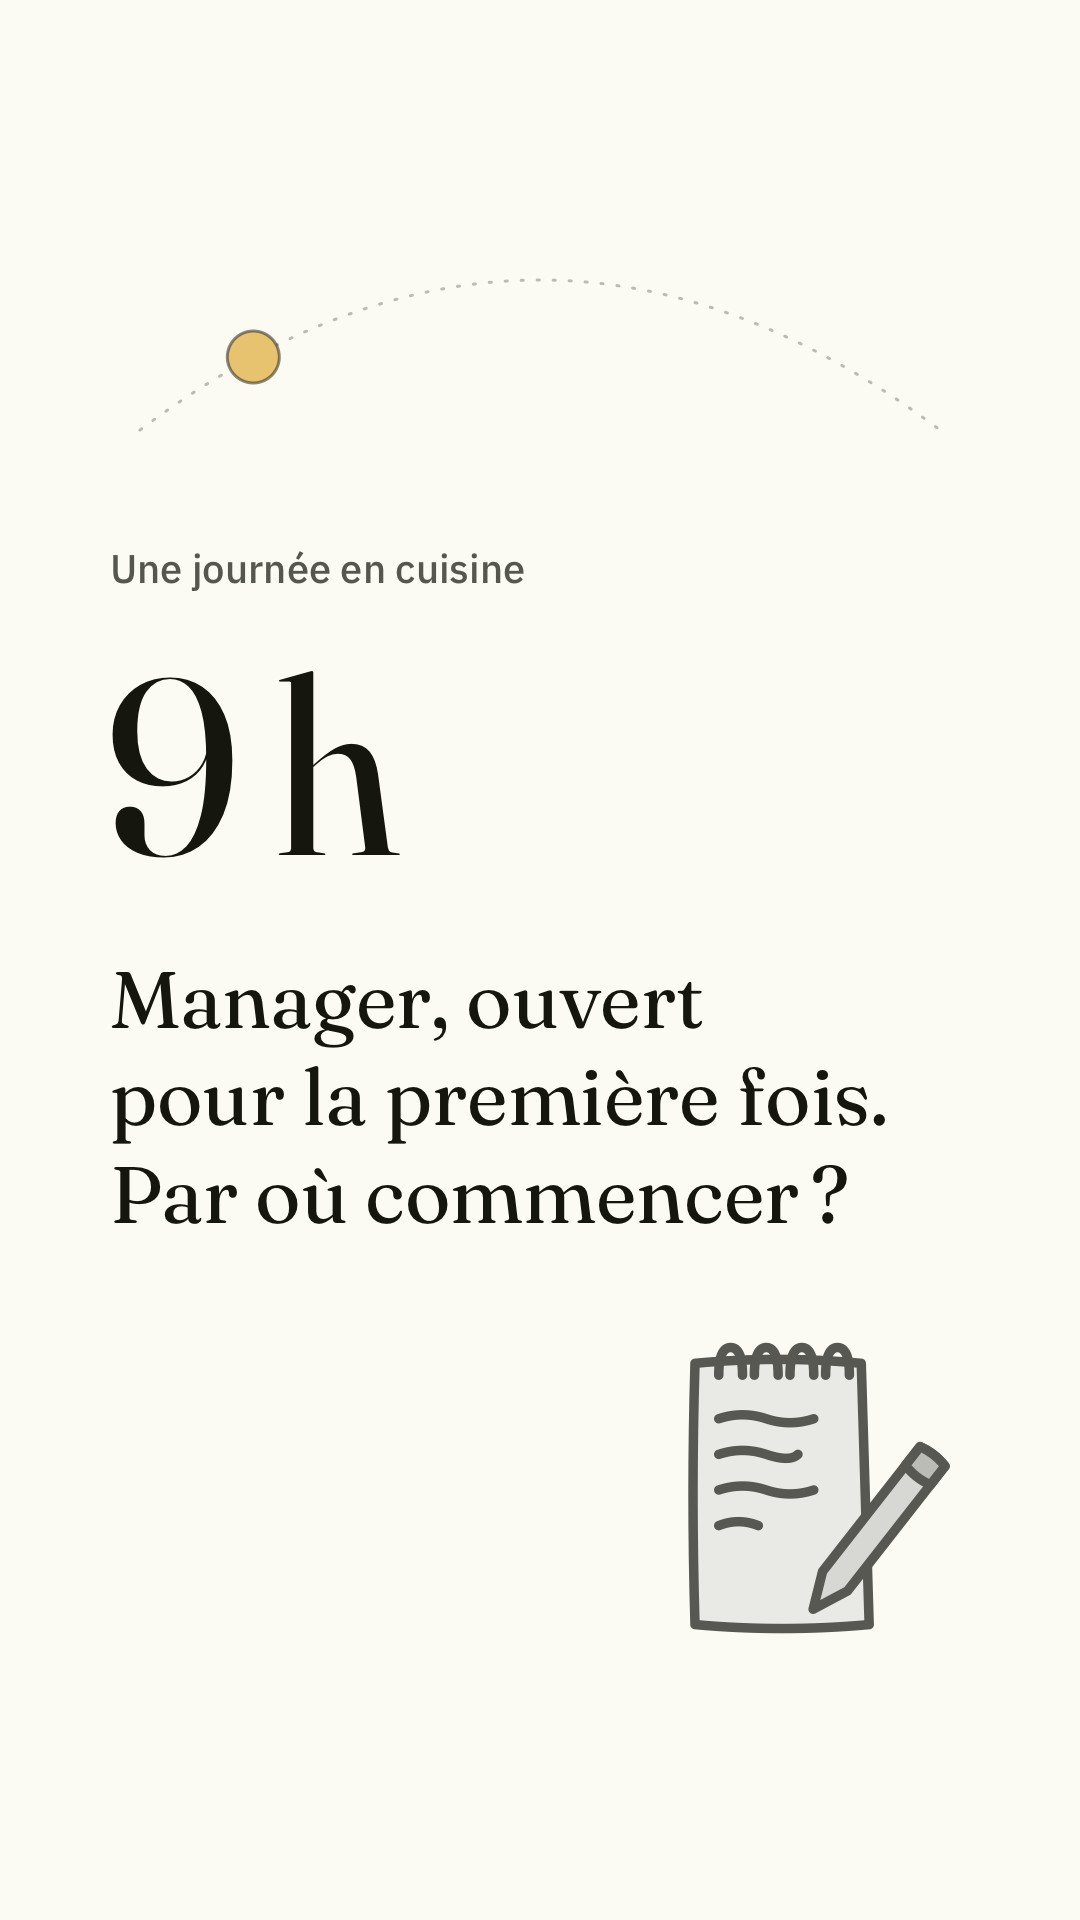 Une journée en cuisine
9 h
Manager, ouvert
pour la première fois.
Par où commencer ?